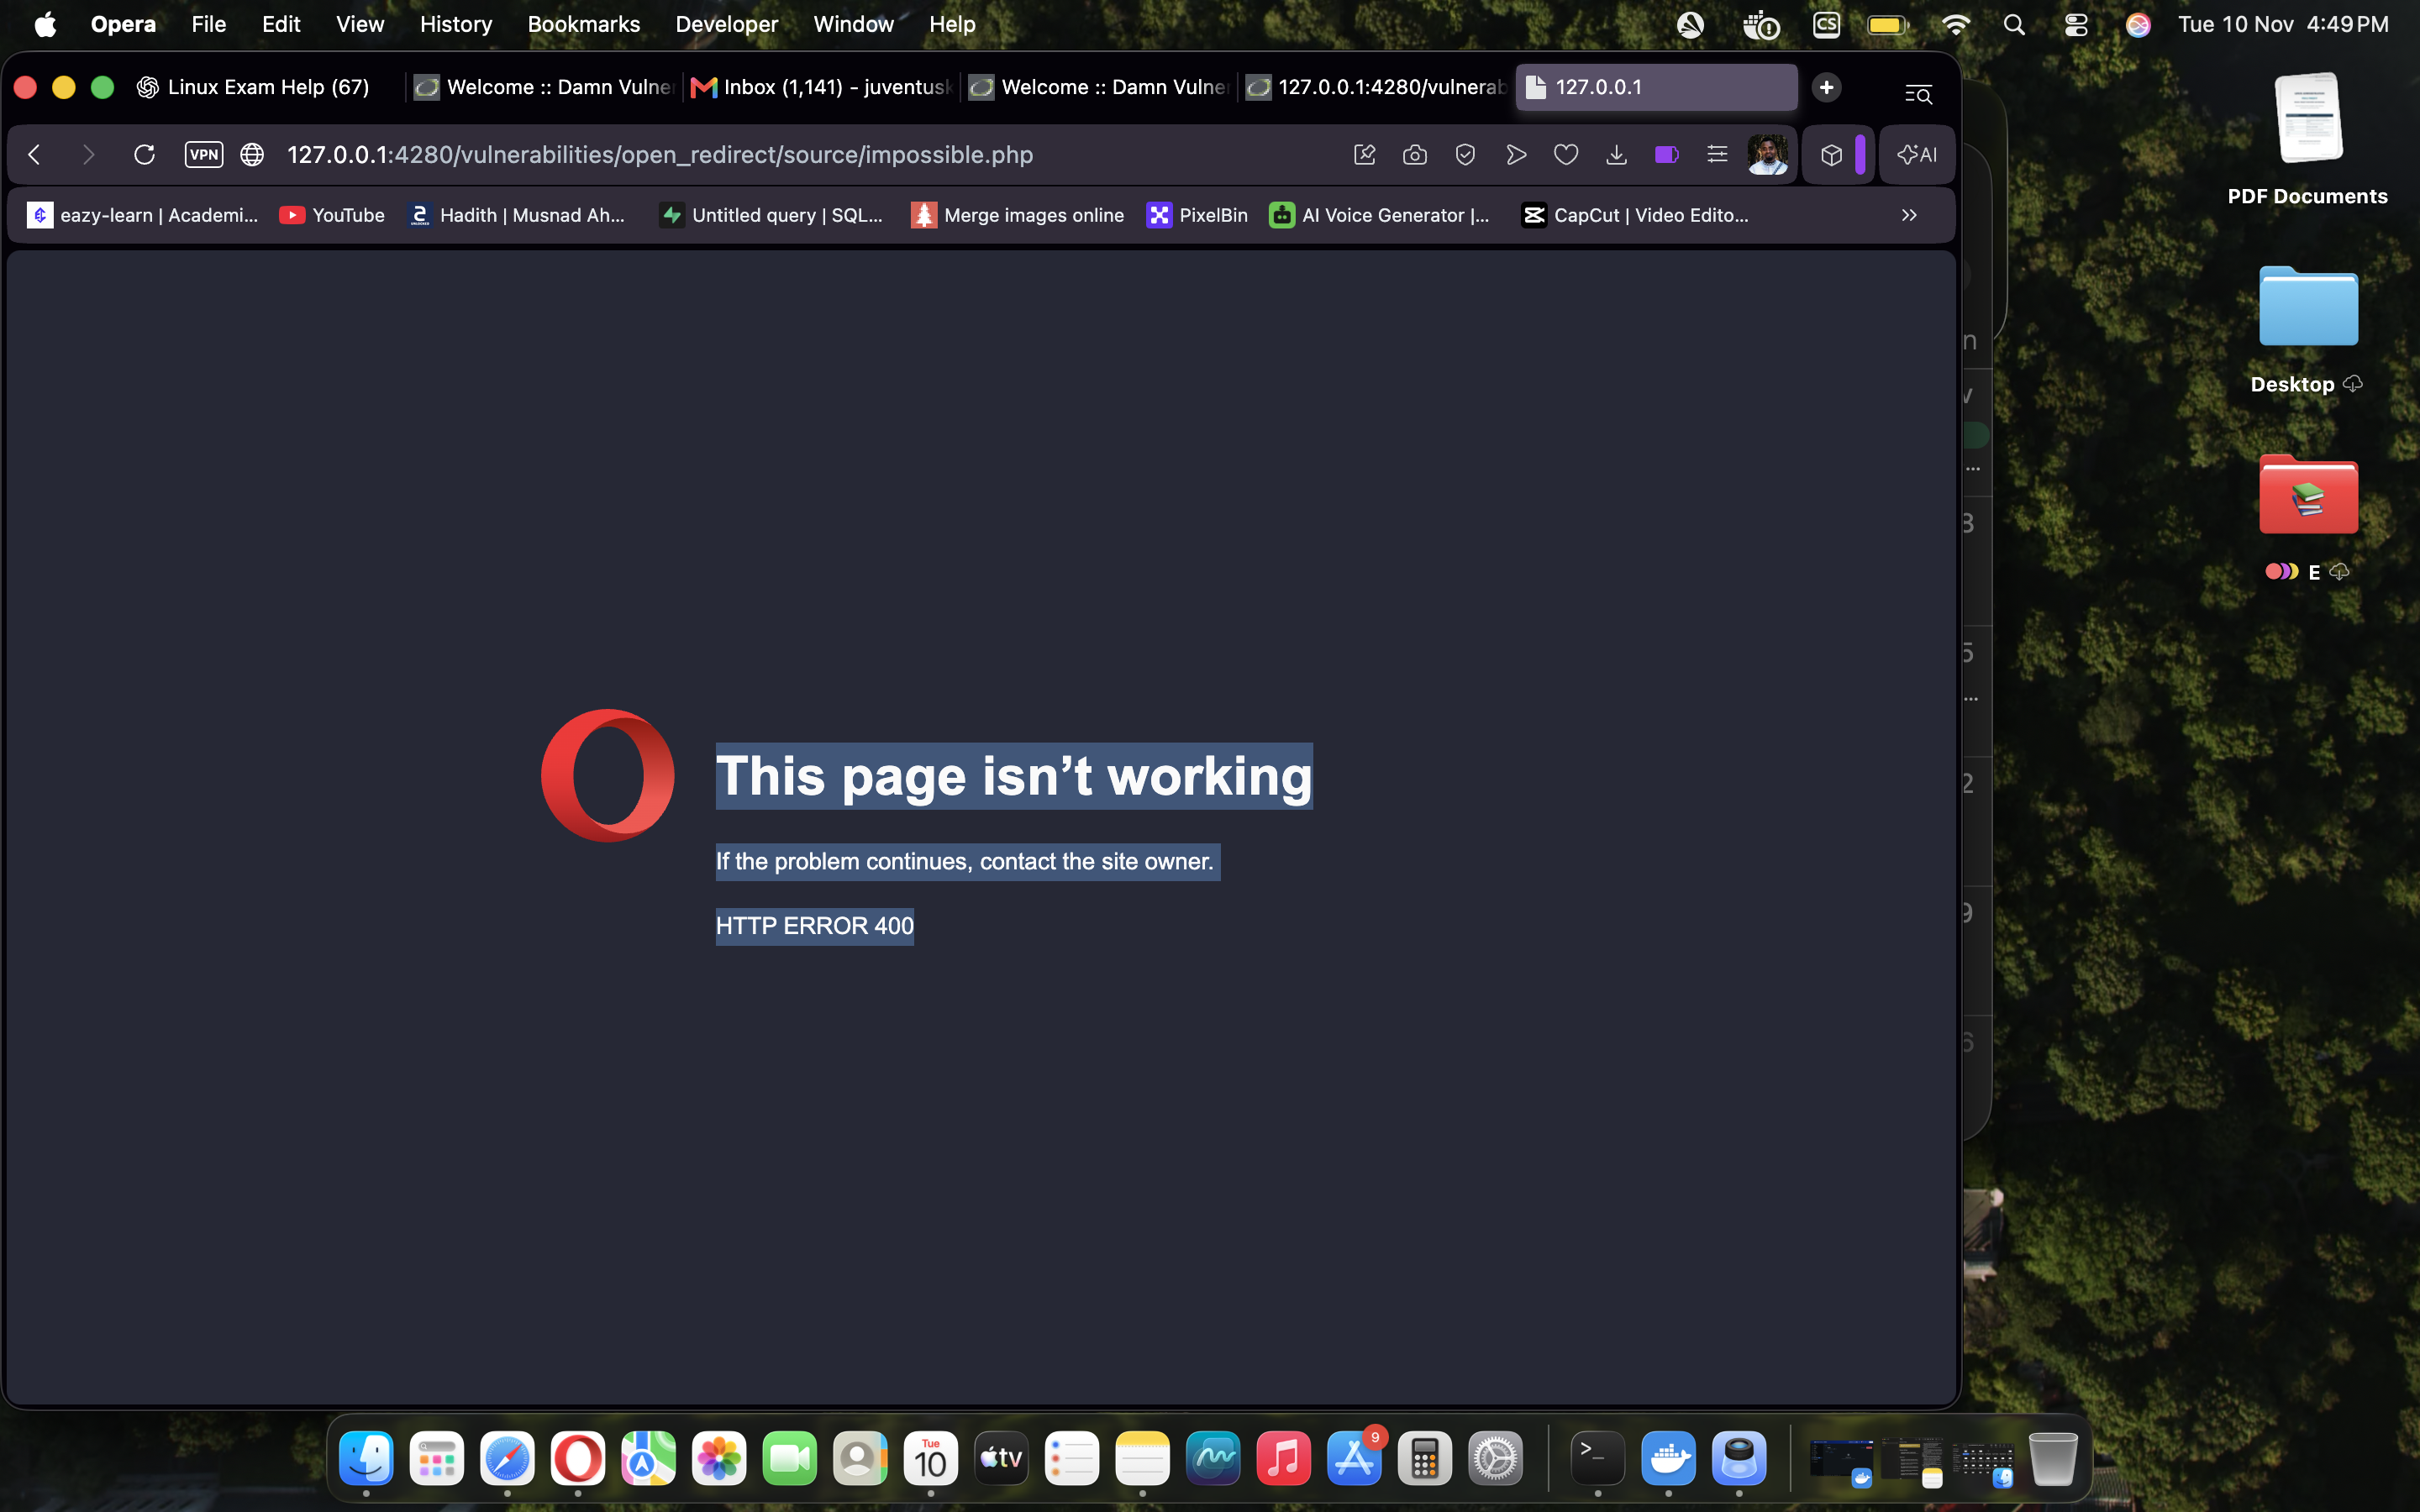 Opera File Edit View History Bookmarks Developer Window Help CS Tue 10 Nov 4:49 PM
Linux Exam Help (67) Welcome :: Damn Vulne Inbox (1,141) - juventusk Welcome :: Damn Vulne 127.0.0.1:4280/vulnerab 127.0.0.1
VPN 127.0.0.1:4280/vulnerabilities/open_redirect/source/impossible.php AI
eazy-learn | Academi... YouTube Hadith | Musnad Ah... Untitled query | SQL... Merge images online PixelBin AI Voice Generator |... CapCut | Video Edito...
PDF Documents
Desktop
E
This page isn’t working
If the problem continues, contact the site owner.
HTTP ERROR 400
Tue
10
tv
9